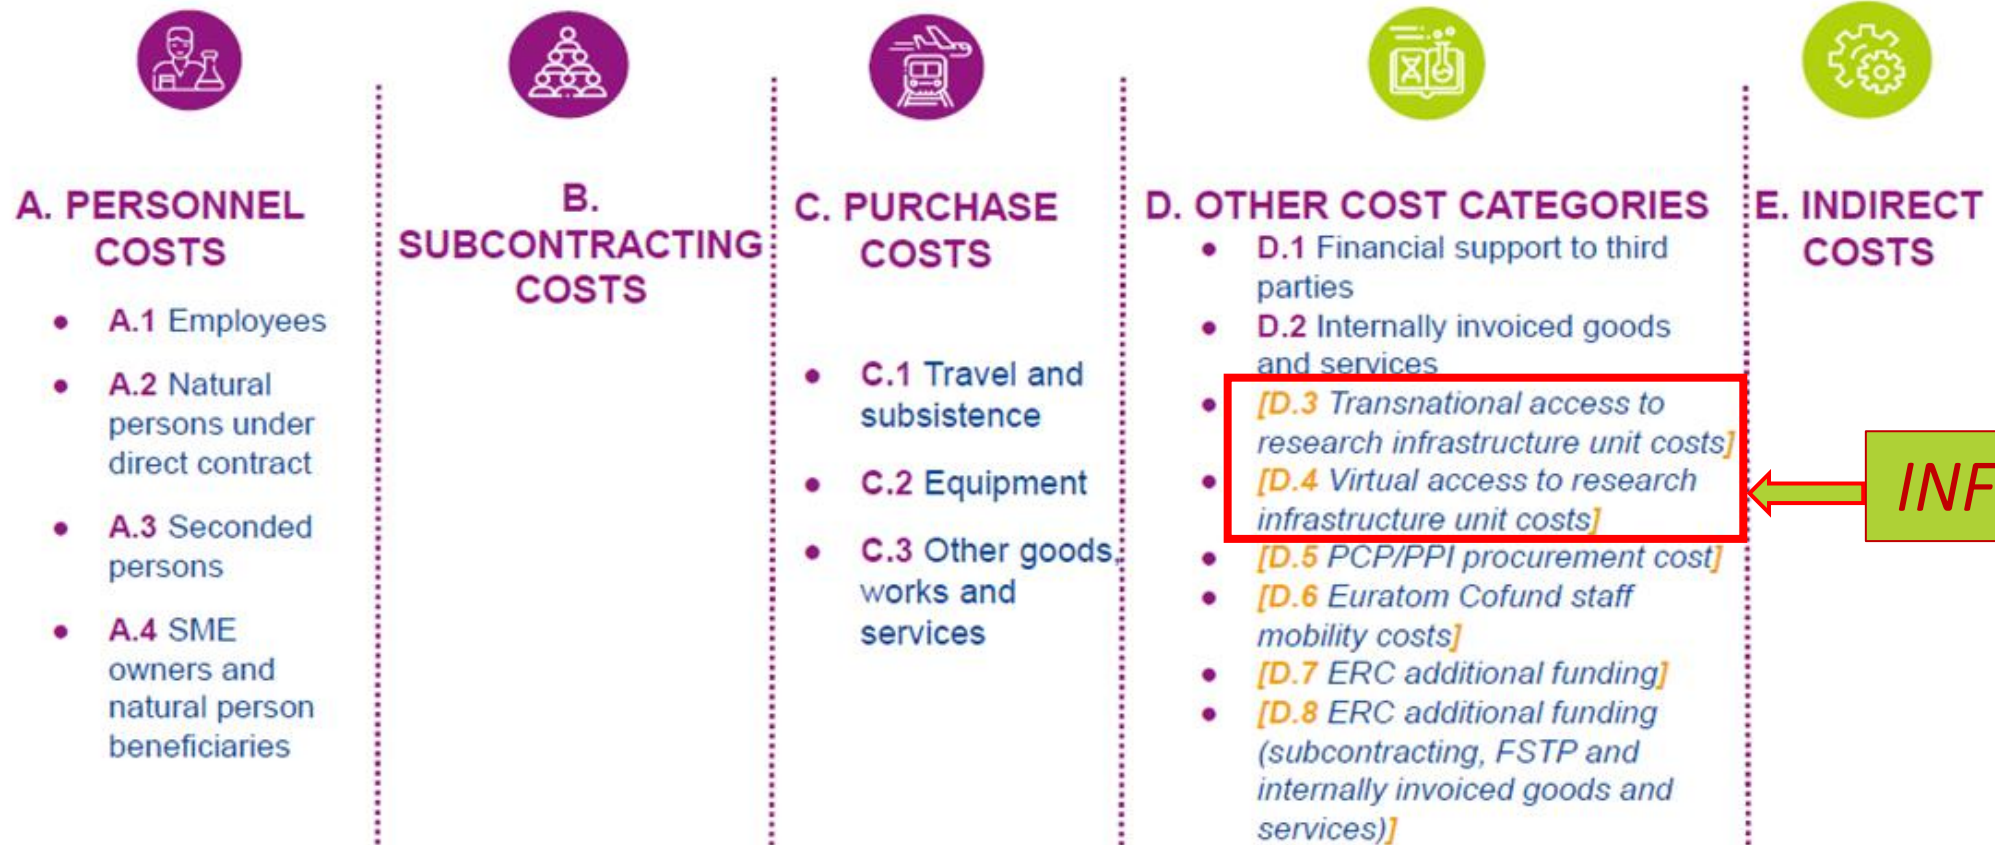 A. PERSONNEL
COSTS
A.1 Employees
A.2 Natural
persons under
direct contract
A.3 Seconded
persons
A.4 SME
owners and
natural person
beneficiaries
B.
SUBCONTRACTING
COSTS
C. PURCHASE
COSTS
C.1 Travel and
subsistence
C.2 Equipment
C.3 Other goods,
works and
services
D. OTHER COST CATEGORIES
D.1 Financial support to third
parties
D.2 Internally invoiced goods
and services
[D.3 Transnational access to
research infrastructure unit costs]
[D.4 Virtual access to research
infrastructure unit costs]
[D.5 PCP/PPI procurement cost]
[D.6 Euratom Cofund staff
mobility costs]
[D.7 ERC additional funding]
[D.8 ERC additional funding
(subcontracting, FSTP and
internally invoiced goods and
services)]
E. INDIRECT
COSTS
INF